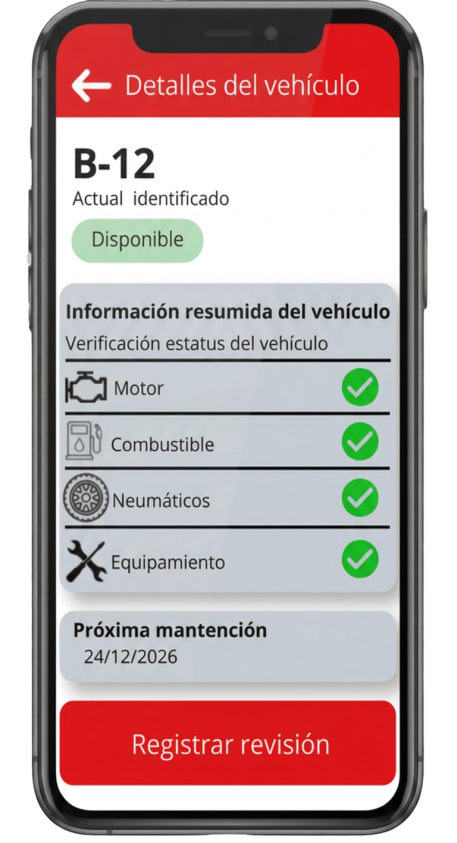 Detalles del vehículo
B-12
Actual identificado
Disponible
Información resumida del vehículo
Verificación estatus del vehículo
Motor
Combustible
Neumáticos
Equipamiento
Próxima mantención
24/12/2026
Registrar revisión